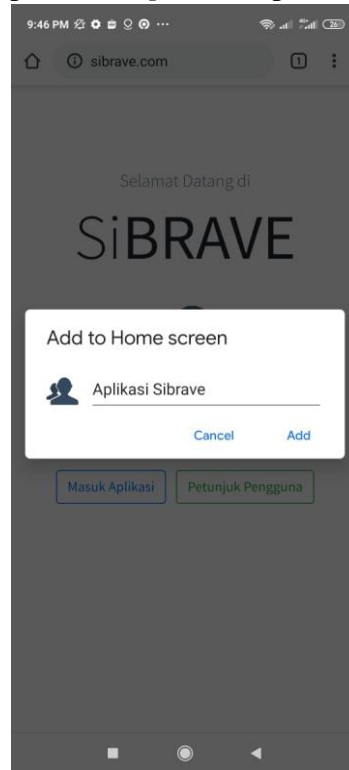 9:46 PM
26
sibrave.com
1
Selamat Datang di
SiBRAVE
Add to Home screen
Aplikasi Sibrave
Cancel Add
Masuk Aplikasi Petunjuk Pengguna